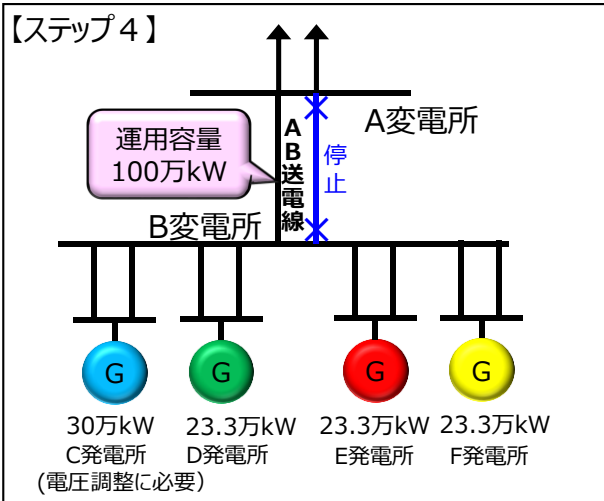 【ステップ４】
A変電所
運用容量
100万kW
AB送電線
停止
B変電所
G
G
G
G
30万kW
23.3万kW
23.3万kW
23.3万kW
C発電所
D発電所
E発電所
F発電所
(電圧調整に必要)